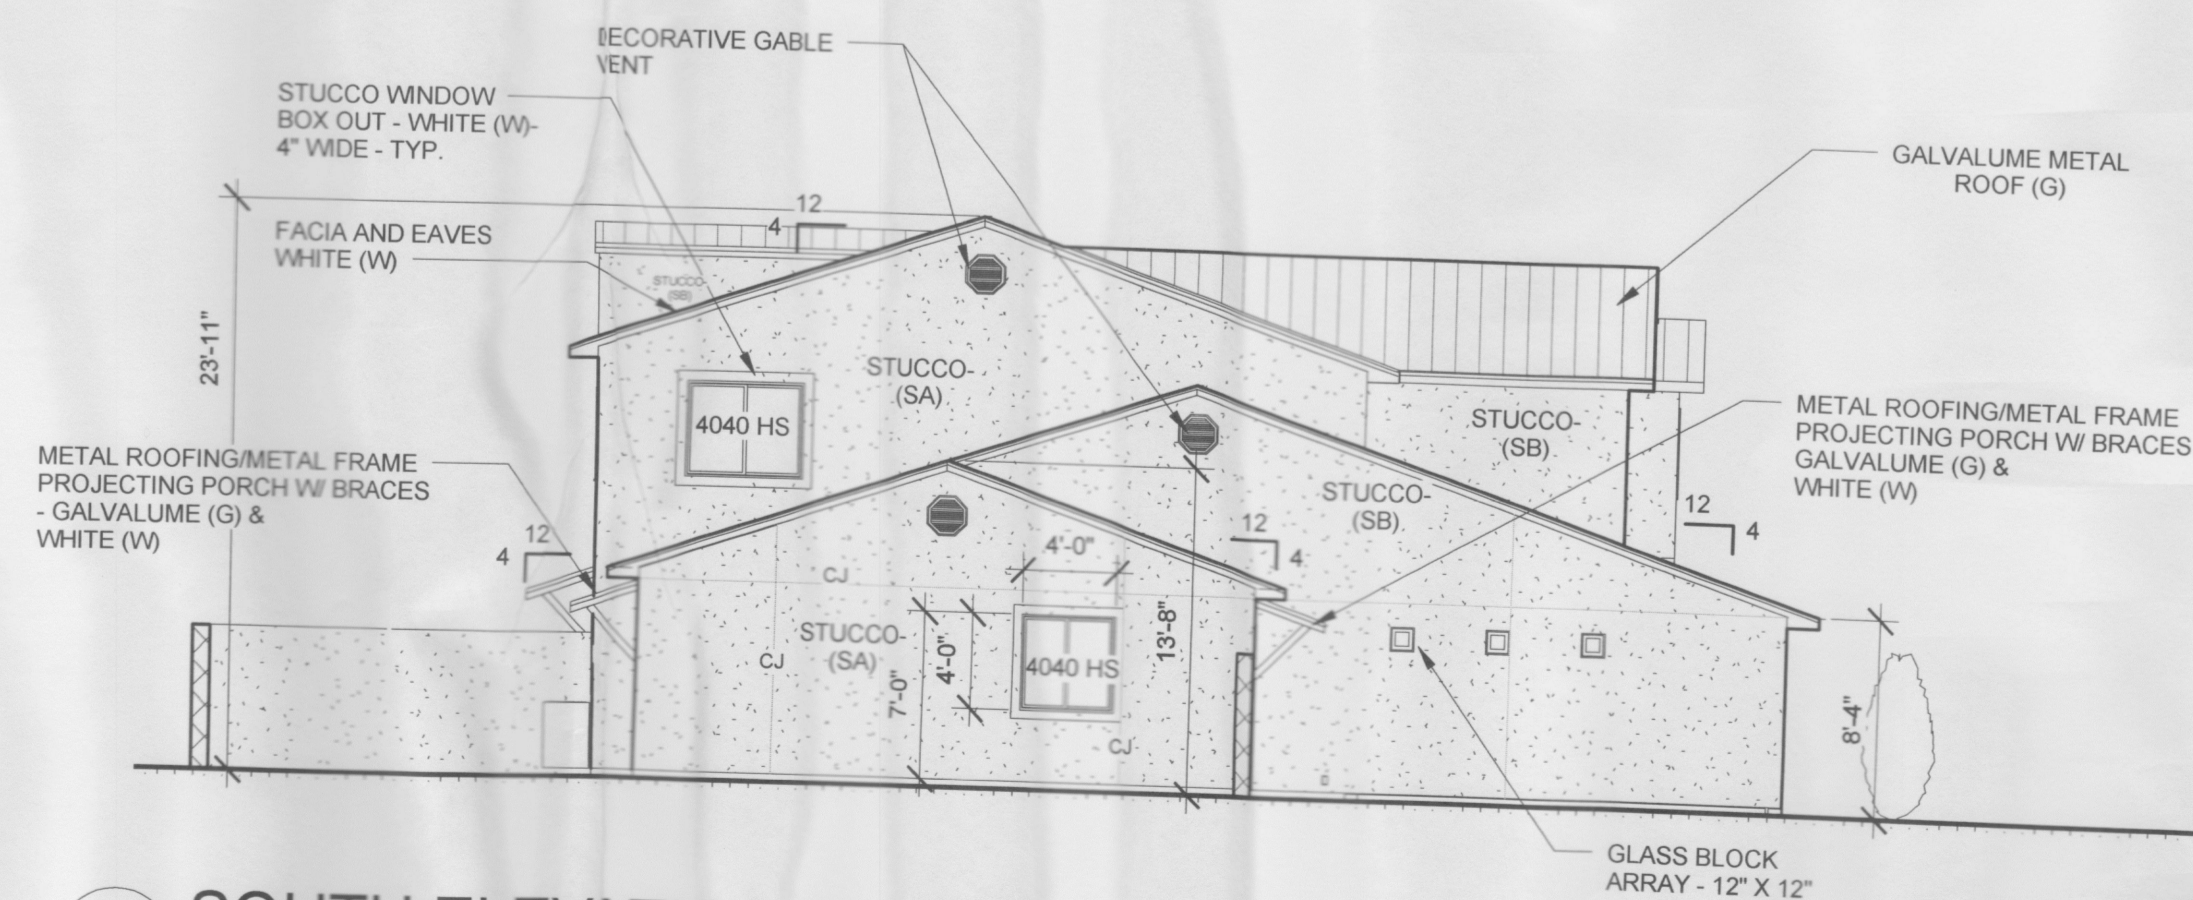 DECORATIVE GABLE
VENT
STUCCO WINDOW
BOX OUT - WHITE (W)-
4" WIDE - TYP.
GALVALUME METAL
ROOF (G)
FACIA AND EAVES
WHITE (W)
12
4
STUCCO-
(SB)
23'-11"
STUCCO-
(SA)
4040 HS
STUCCO-
(SB)
METAL ROOFING/METAL FRAME
PROJECTING PORCH W/ BRACES
GALVALUME (G) &
WHITE (W)
METAL ROOFING/METAL FRAME
PROJECTING PORCH W/ BRACES
- GALVALUME (G) &
WHITE (W)
12
4
STUCCO-
(SB)
12
4
12
4
4'-0"
CJ
STUCCO-
(SA)
CJ
7'-0"
4'-0"
4040 HS
13'-8"
CJ
8'-4"
GLASS BLOCK
ARRAY - 12" X 12"